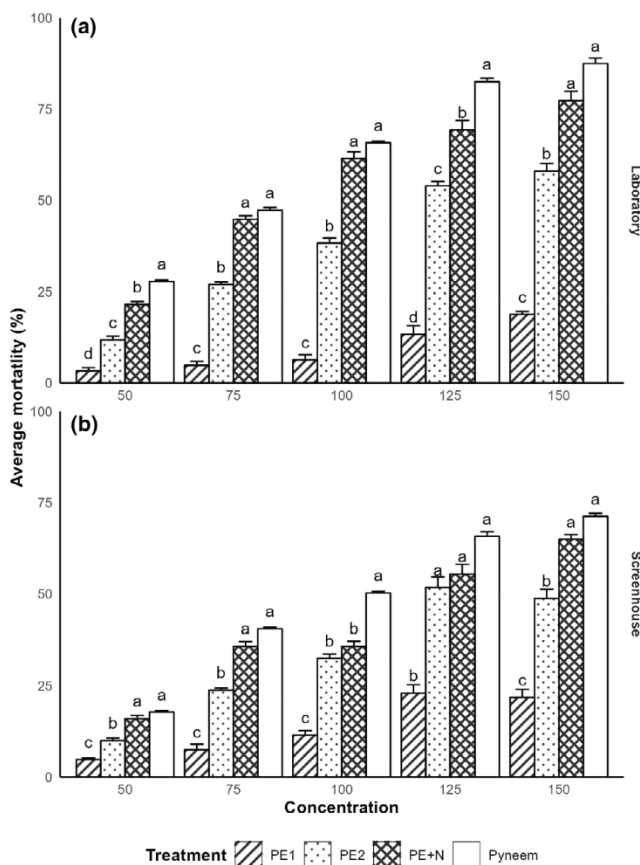 Average mortatlity (%)
(a)
100
75
50
25
0
d c b a
c b a a
c b a a
d c b a
c b a a
50 75 100 125 150
Laboratory
(b)
100
75
50
25
0
c b a a
c b a a
c b b a
c a a a
c b a a
50 75 100 125 150
Screenhouse
Concentration
Treatment PE1 PE2 PE+N Pyneem